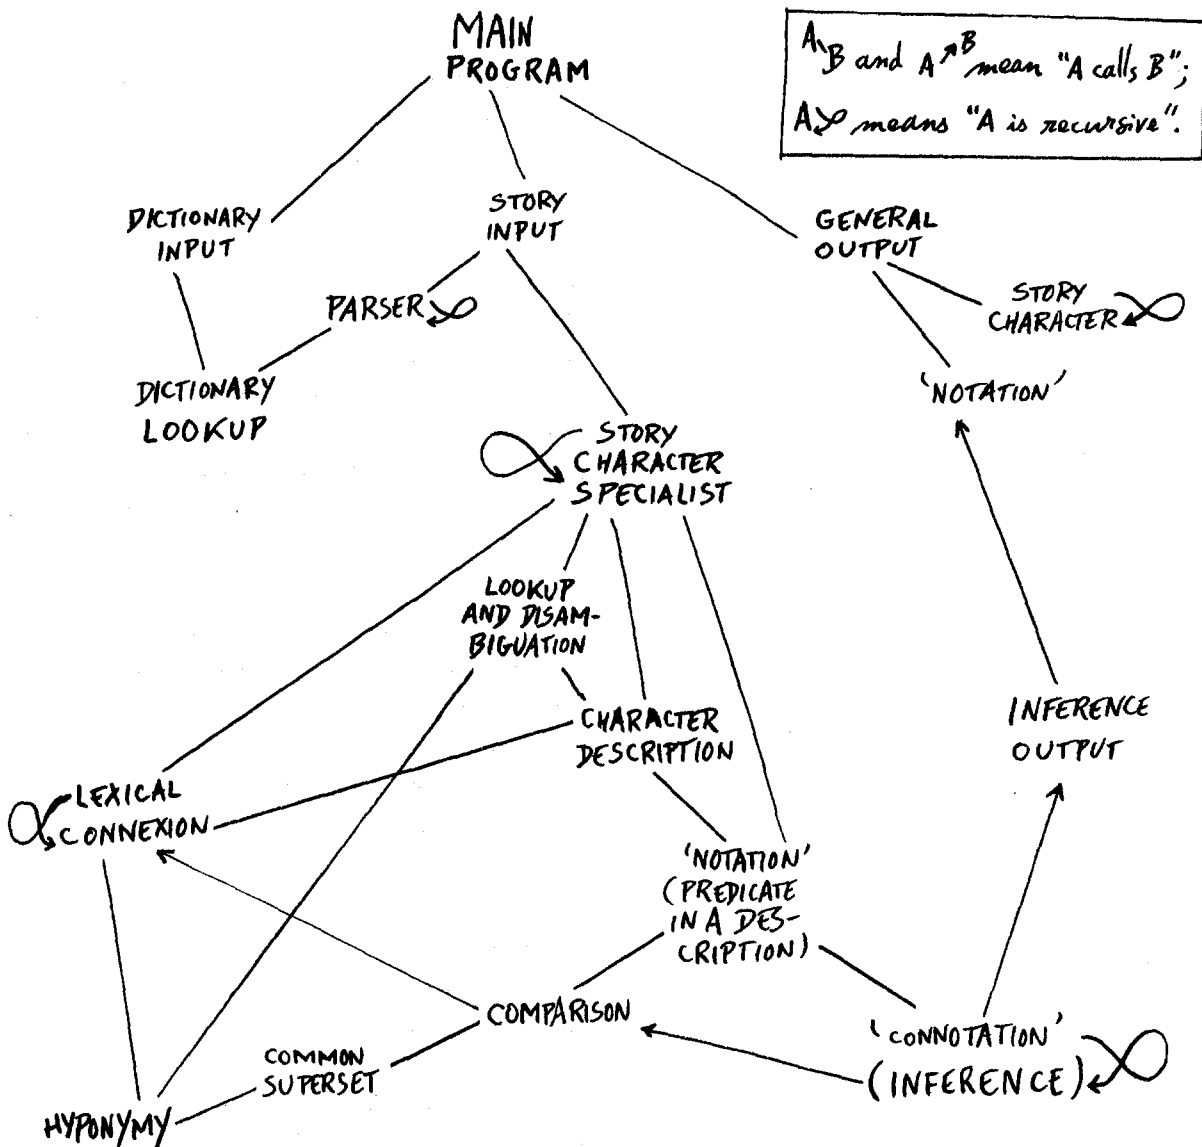 MAIN
PROGRAM
A B and A B mean "A calls B";
A means "A is recursive".
DICTIONARY
INPUT
STORY
INPUT
GENERAL
OUTPUT
PARSER
STORY
CHARACTER
DICTIONARY
LOOKUP
'NOTATION'
STORY
CHARACTER
SPECIALIST
LOOKUP
AND DISAM-
BIGUATION
CHARACTER
DESCRIPTION
INFERENCE
OUTPUT
LEXICAL
CONNEXION
'NOTATION'
(PREDICATE
IN A DES-
CRIPTION)
COMPARISON
'CONNOTATION'
(INFERENCE)
COMMON
SUPERSET
HYPONYMY